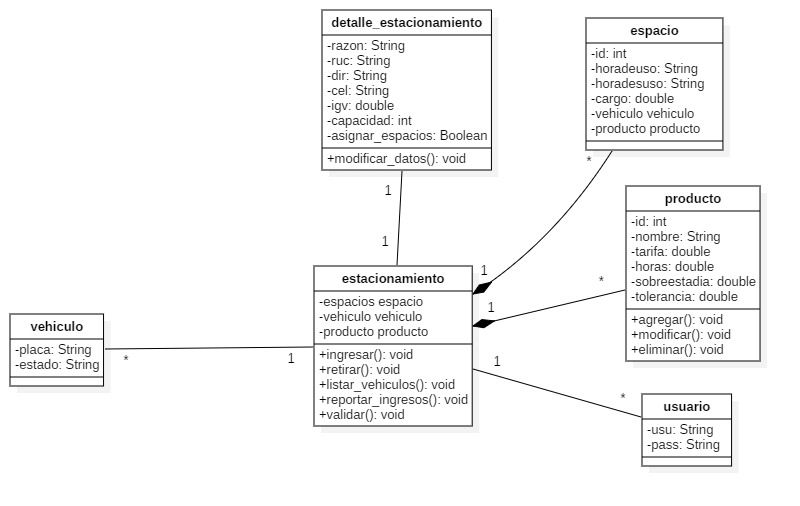 detalle_estacionamiento
-razon: String
-ruc: String
-dir: String
-cel: String
-igv: double
-capacidad: int
-asignar_espacios: Boolean
+modificar_datos(): void
espacio
-id: int
-horadeuso: String
-horadesuso: String
-cargo: double
-vehiculo vehiculo
-producto producto
*
1
1
producto
-id: int
-nombre: String
-tarifa: double
-horas: double
-sobreestadia: double
-tolerancia: double
+agregar(): void
+modificar(): void
+eliminar(): void
1
*
1
estacionamiento
-espacios espacio
-vehiculo vehiculo
-producto producto
+ingresar(): void
+retirar(): void
+listar_vehiculos(): void
+reportar_ingresos(): void
+validar(): void
vehiculo
-placa: String
-estado: String
*
1
1
*
usuario
-usu: String
-pass: String